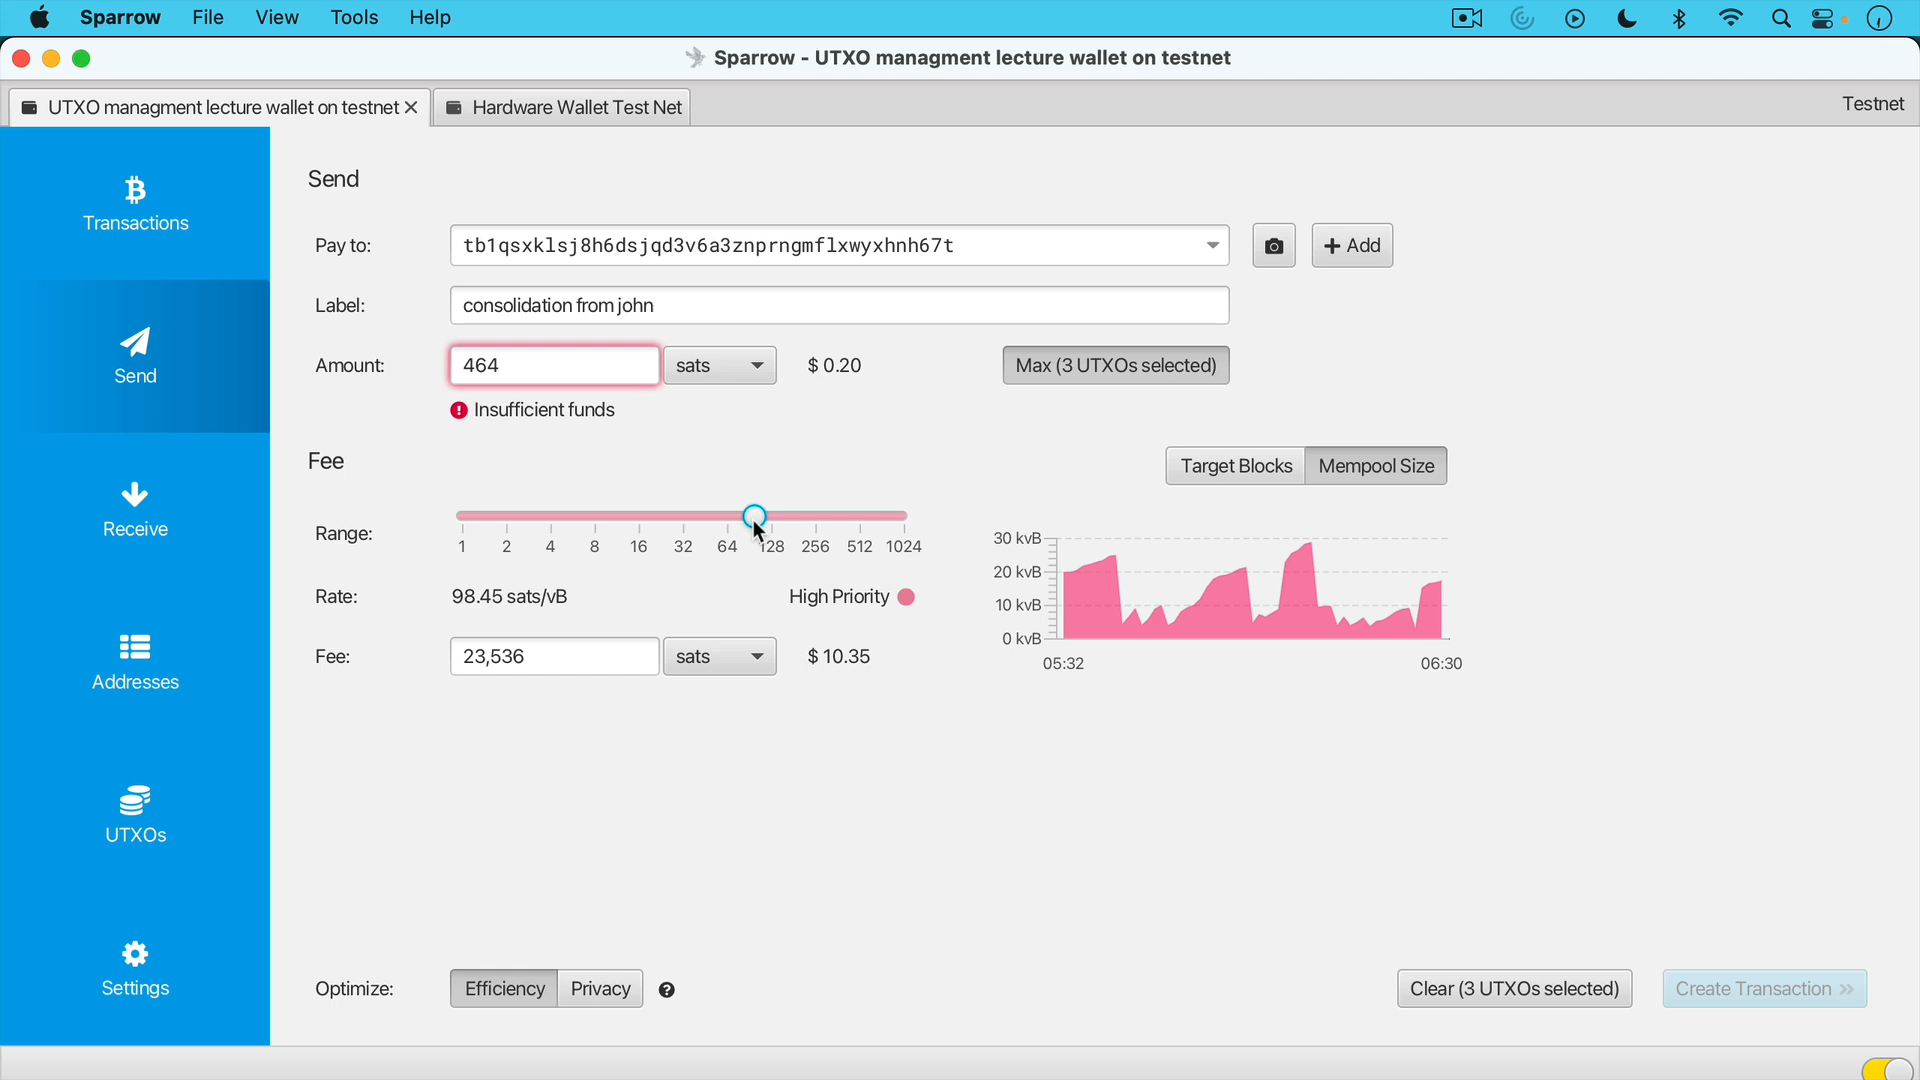 Sparrow File View Tools Help
Sparrow - UTXO managment lecture wallet on testnet
UTXO managment lecture wallet on testnet
Hardware Wallet Test Net
Testnet
Transactions
Send
Receive
Addresses
UTXOs
Settings
Send
Pay to: tb1qsxklsj8h6dsjqd3v6a3znprngmflxwyxhnh67t
Add
Label: consolidation from john
Amount: 464 sats $ 0.20 Max (3 UTXOs selected)
Insufficient funds
Fee
Target Blocks Mempool Size
Range:
1 2 4 8 16 32 64 128 256 512 1024
Rate: 98.45 sats/vB High Priority
Fee: 23,536 sats $ 10.35
30 kvB
20 kvB
10 kvB
0 kvB
05:32 06:30
Optimize: Efficiency Privacy
Clear (3 UTXOs selected)
Create Transaction